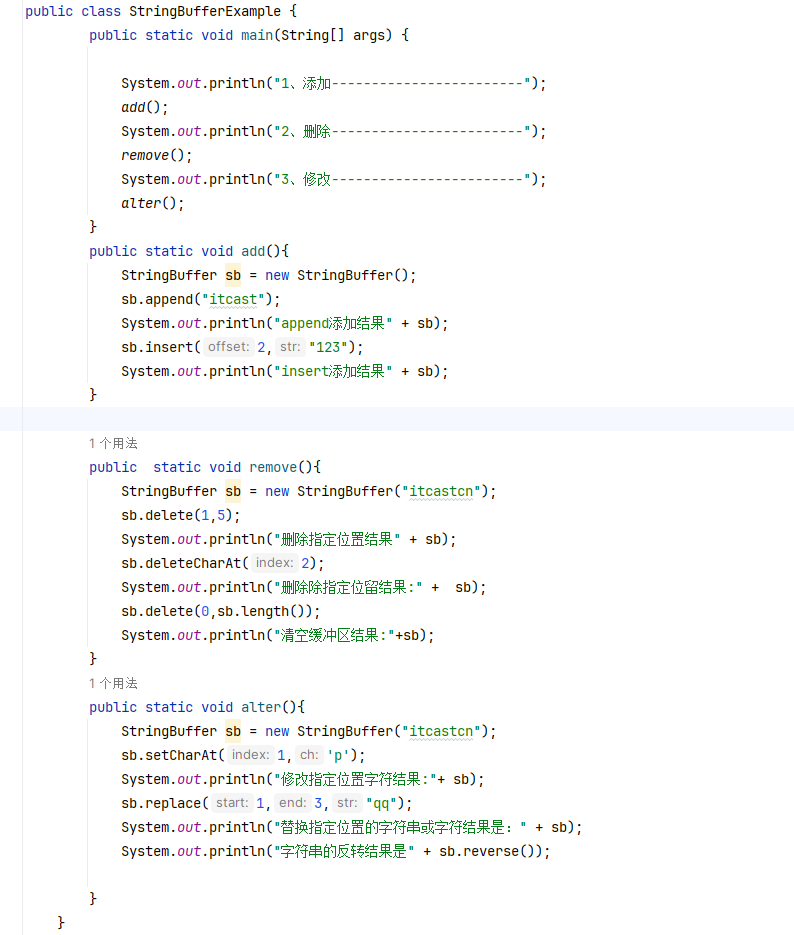 public class StringBufferExample {
public static void main(String[] args) {
System.out.println("1、添加------------------------");
add();
System.out.println("2、删除------------------------");
remove();
System.out.println("3、修改------------------------");
alter();
}
public static void add(){
StringBuffer sb = new StringBuffer();
sb.append("itcast");
System.out.println("append添加结果" + sb);
sb.insert( offset: 2, str: "123");
System.out.println("insert添加结果" + sb);
}
1 个用法
public  static void remove(){
StringBuffer sb = new StringBuffer("itcastcn");
sb.delete(1,5);
System.out.println("删除指定位置结果" + sb);
sb.deleteCharAt( index: 2);
System.out.println("删除除指定位留结果:" +  sb);
sb.delete(0,sb.length());
System.out.println("清空缓冲区结果:"+sb);
}
1 个用法
public static void alter(){
StringBuffer sb = new StringBuffer("itcastcn");
sb.setCharAt( index: 1, ch: 'p');
System.out.println("修改指定位置字符结果:"+ sb);
sb.replace( start: 1, end: 3, str: "qq");
System.out.println("替换指定位置的字符串或字符结果是：" + sb);
System.out.println("字符串的反转结果是" + sb.reverse());
}
}